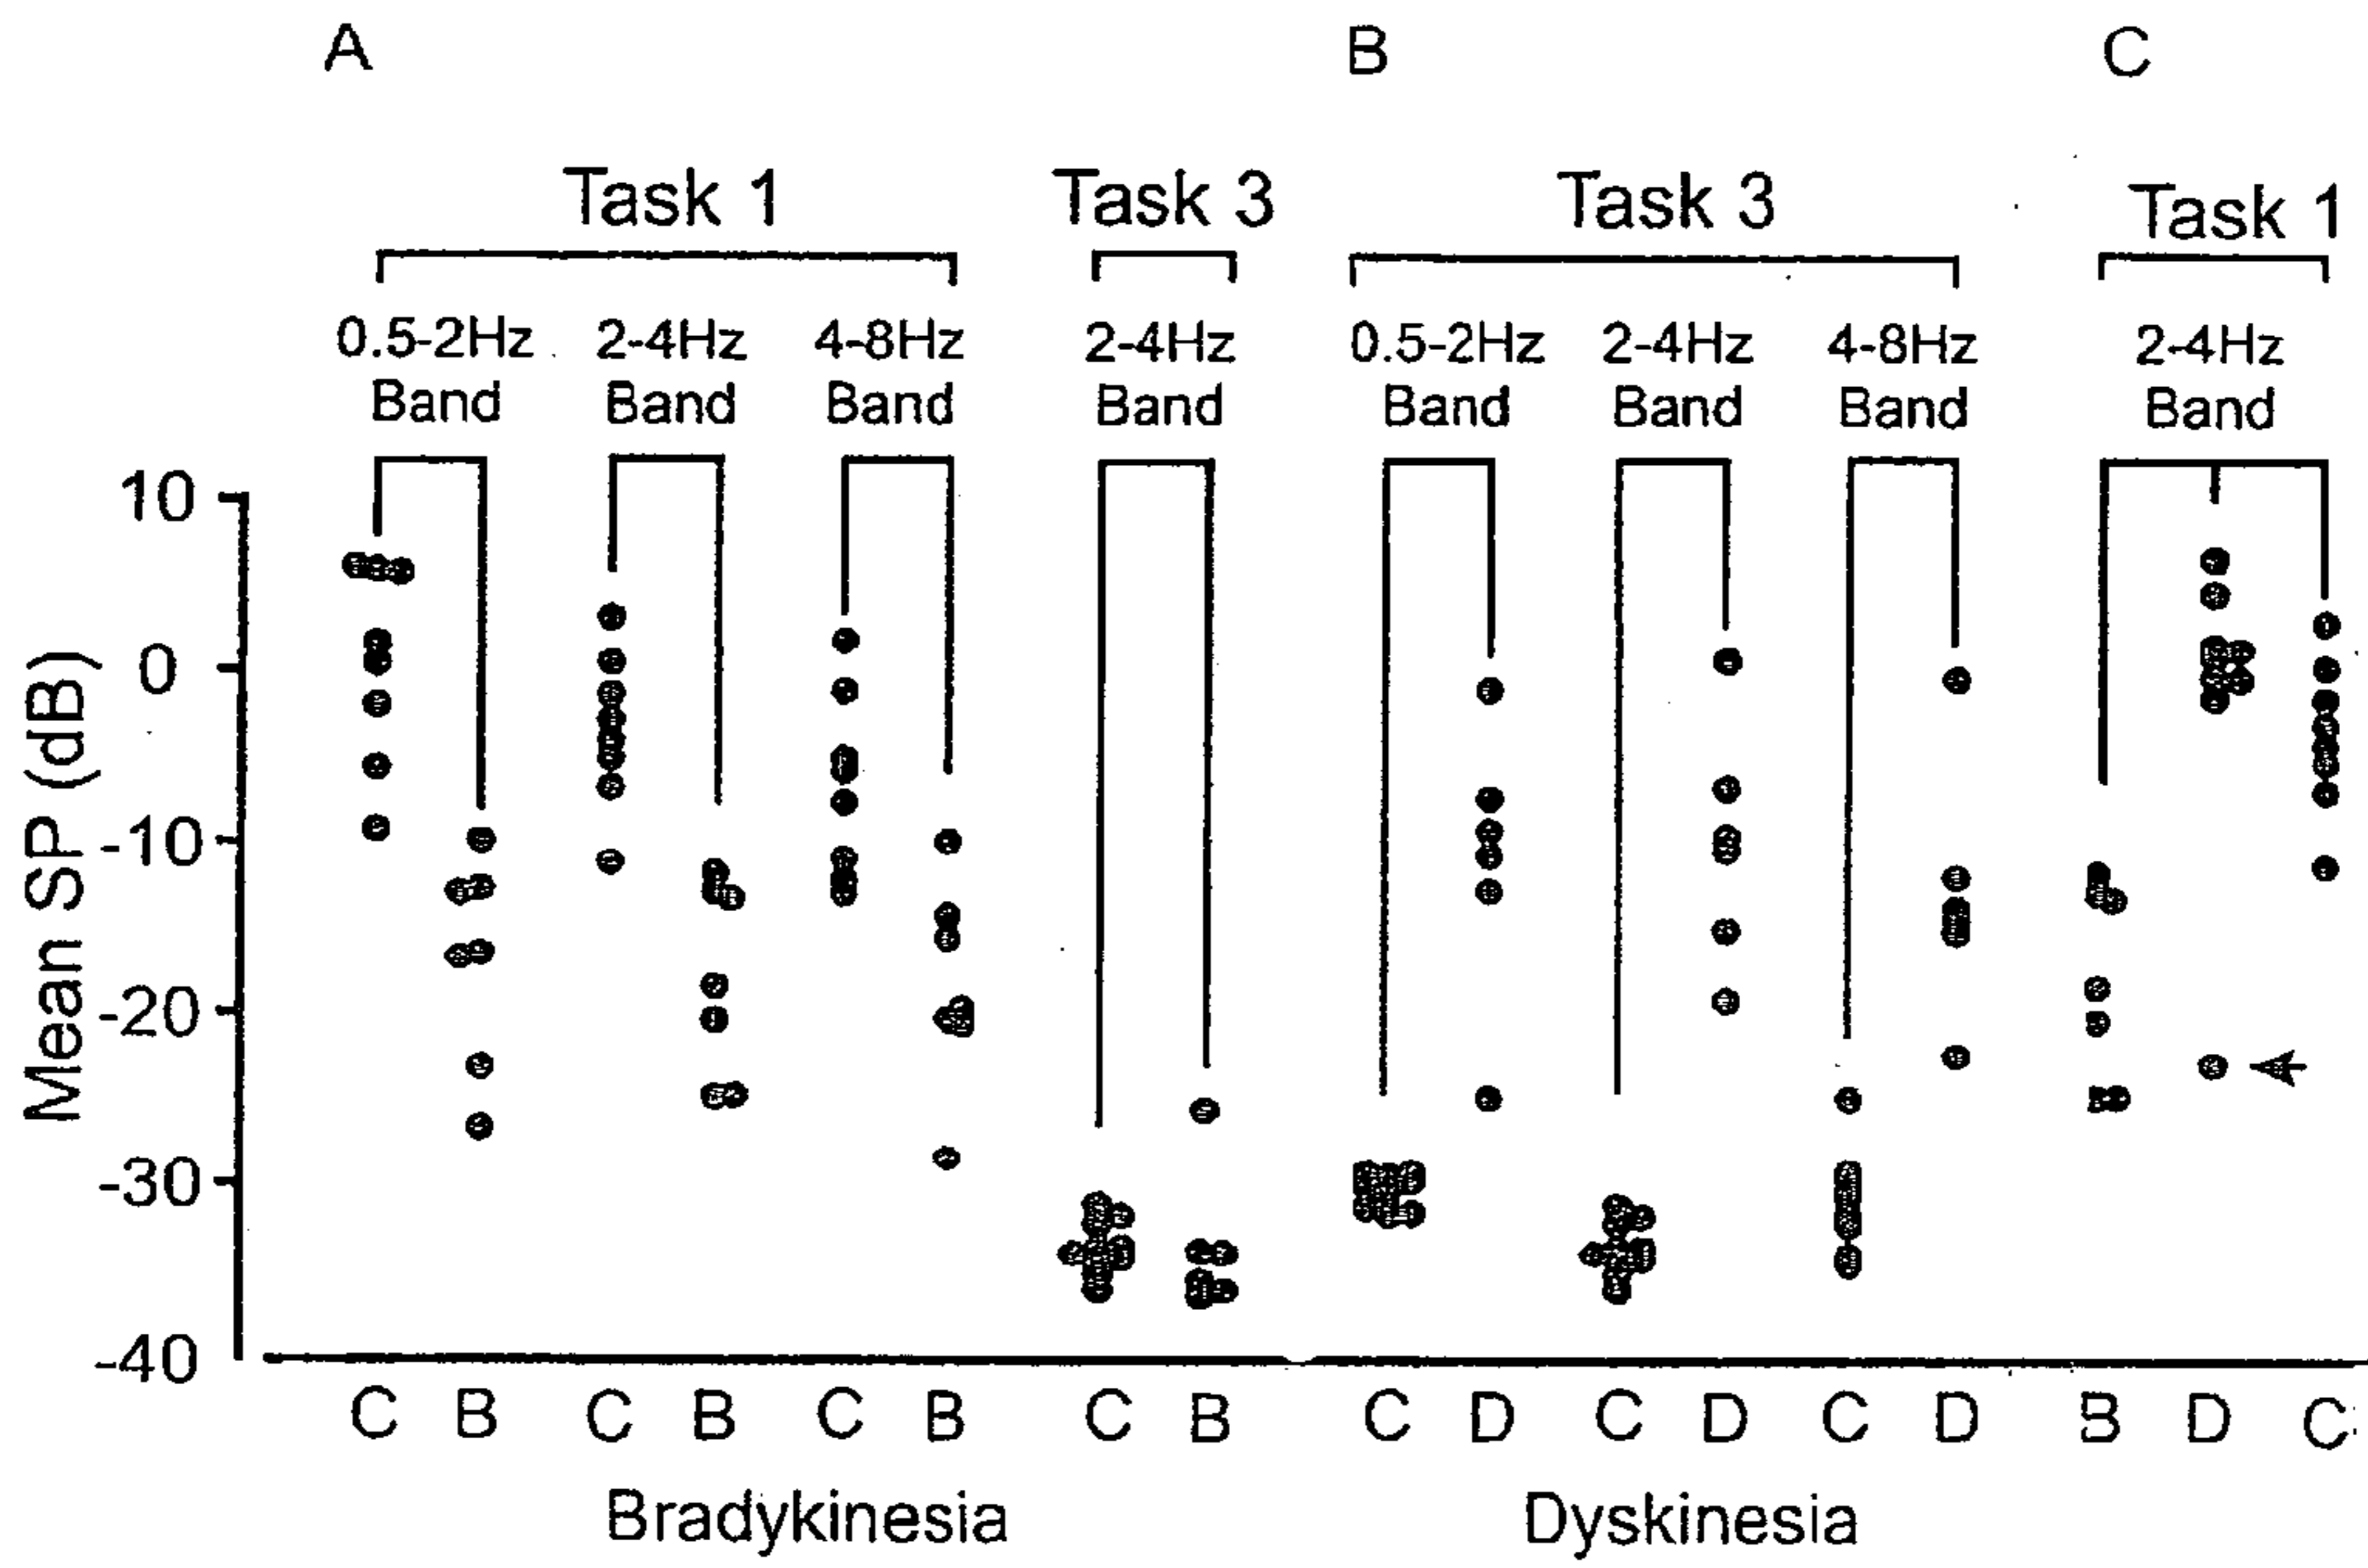 A B C
Task 1 Task 3 Task 3 Task 1
0.5-2Hz 2-4Hz 4-8Hz 2-4Hz 0.5-2Hz 2-4Hz 4-8Hz 2-4Hz
Band Band Band Band Band Band Band Band
10
0
-10
-20
-30
-40
Mean SP (dB)
C B C B C B C B C D C D C D B D C
Bradykinesia Dyskinesia